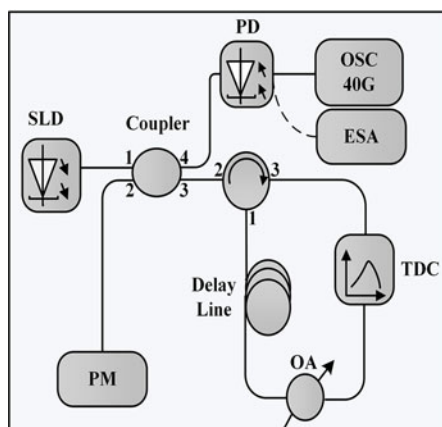 PD
OSC
40G
SLD
Coupler
ESA
1 4
2 3
2 3
1
TDC
Delay
Line
OA
PM